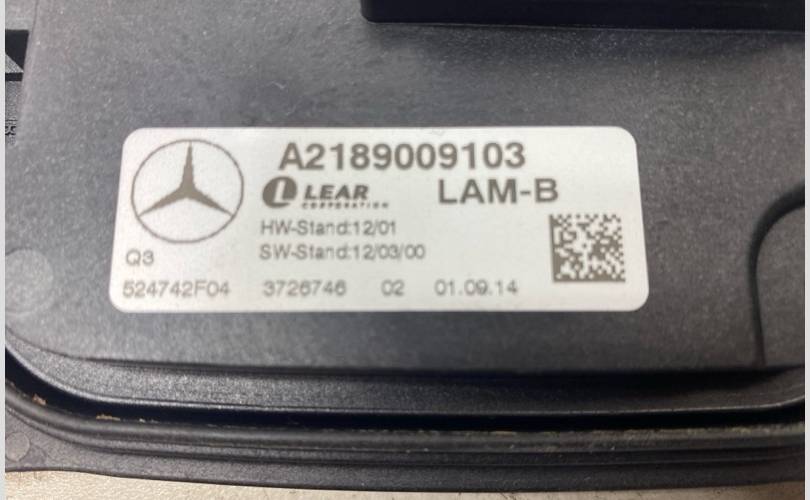 A2189009103
LEAR LAM-B
CORPORATION
HW-Stand:12/01
SW-Stand:12/03/00
Q3
524742F04 3726746 02 01.09.14